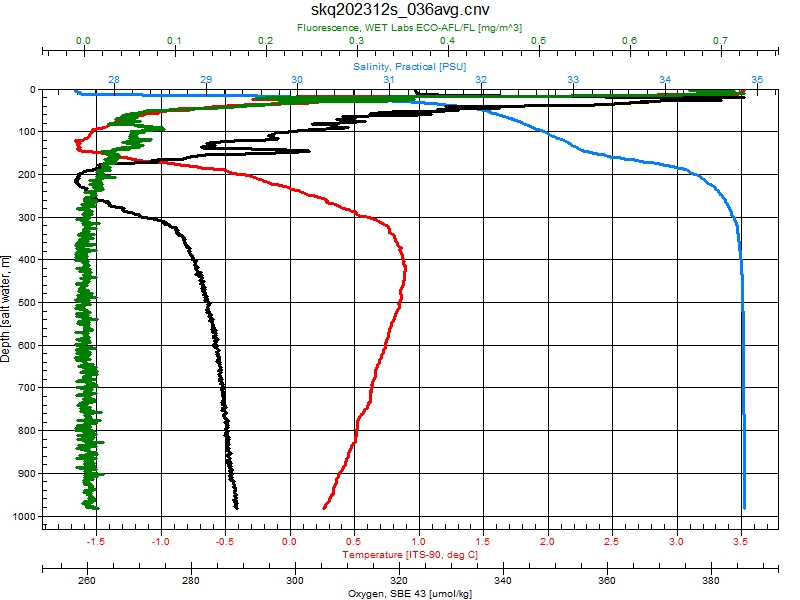 skq202312s_036avg.cnv
Fluorescence, WET Labs ECO-AFL/FL [mg/m^3]
0.0 0.1 0.2 0.3 0.4 0.5 0.6 0.7
Salinity, Practical [PSU]
28 29 30 31 32 33 34 35
0
100
200
300
400
500
600
700
800
900
1000
Depth [salt water, m]
-1.5 -1.0 -0.5 0.0 0.5 1.0 1.5 2.0 2.5 3.0 3.5
Temperature [ITS-90, deg C]
260 280 300 320 340 360 380
Oxygen, SBE 43 [umol/kg]